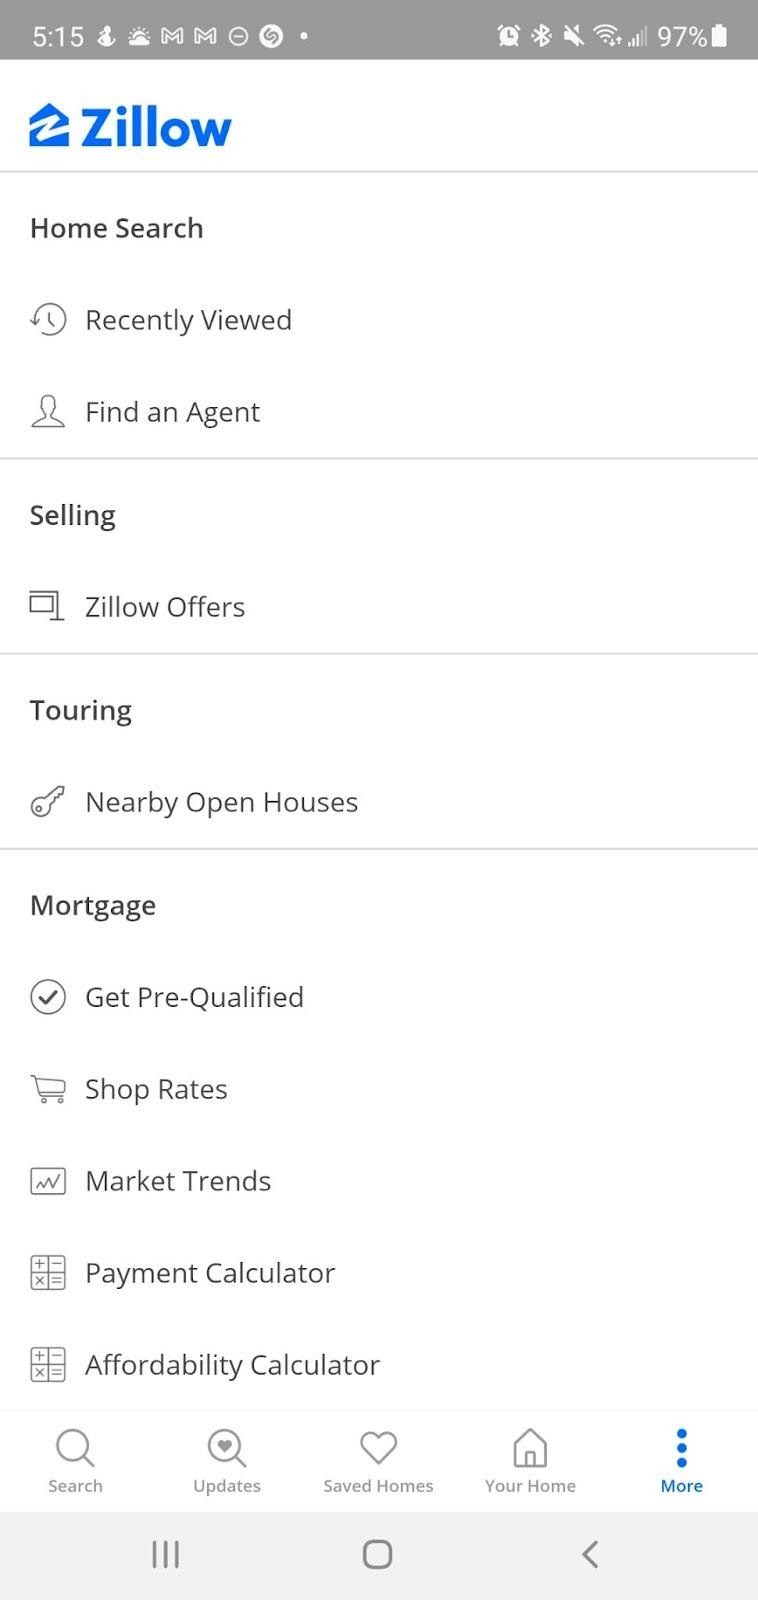 5:15 97%
Zillow
Home Search
Recently Viewed
Find an Agent
Selling
Zillow Offers
Touring
Nearby Open Houses
Mortgage
Get Pre-Qualified
Shop Rates
Market Trends
Payment Calculator
Affordability Calculator
Search Updates Saved Homes Your Home More